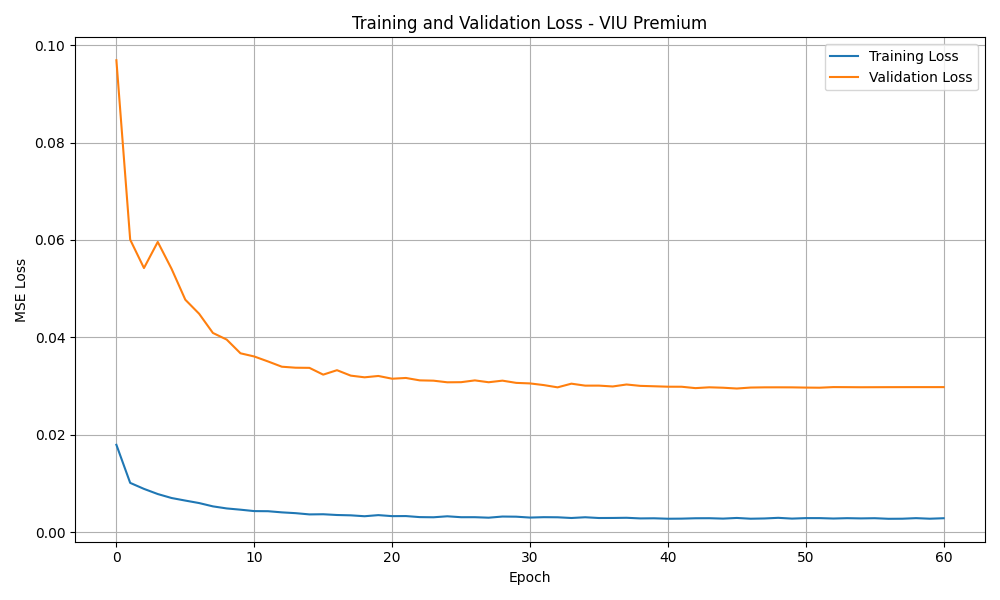 Training and Validation Loss - VIU Premium
Training Loss
Validation Loss
MSE Loss
0.10
0.08
0.06
0.04
0.02
0.00
0 10 20 30 40 50 60
Epoch